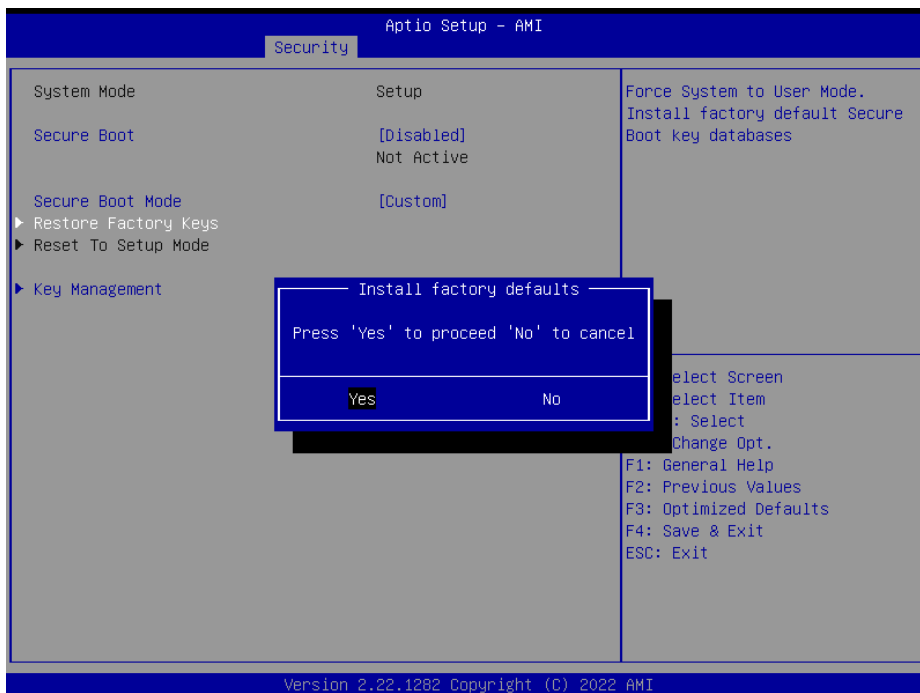 Aptio Setup – AMI
Security
System Mode Setup
Secure Boot [Disabled]
Not Active
Secure Boot Mode [Custom]
Restore Factory Keys
Reset To Setup Mode
Key Management
Force System to User Mode.
Install factory default Secure
Boot key databases
Install factory defaults
Press 'Yes' to proceed 'No' to cancel
Yes No
elect Screen
elect Item
: Select
Change Opt.
F1: General Help
F2: Previous Values
F3: Optimized Defaults
F4: Save & Exit
ESC: Exit
Version 2.22.1282 Copyright (C) 2022 AMI